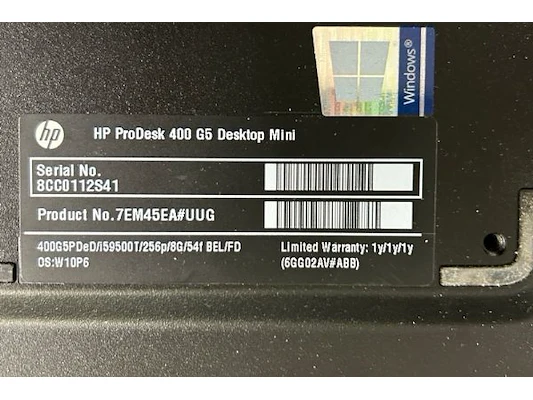 Windows®
hp
HP ProDesk 400 G5 Desktop Mini
Serial No.
8CC0112S41
Product No.7EM45EA#UUG
400G5PDeD/i59500T/256p/8G/54f BEL/FD
OS:W10P6
Limited Warranty: 1y/1y/1y
(6GG02AV#ABB)